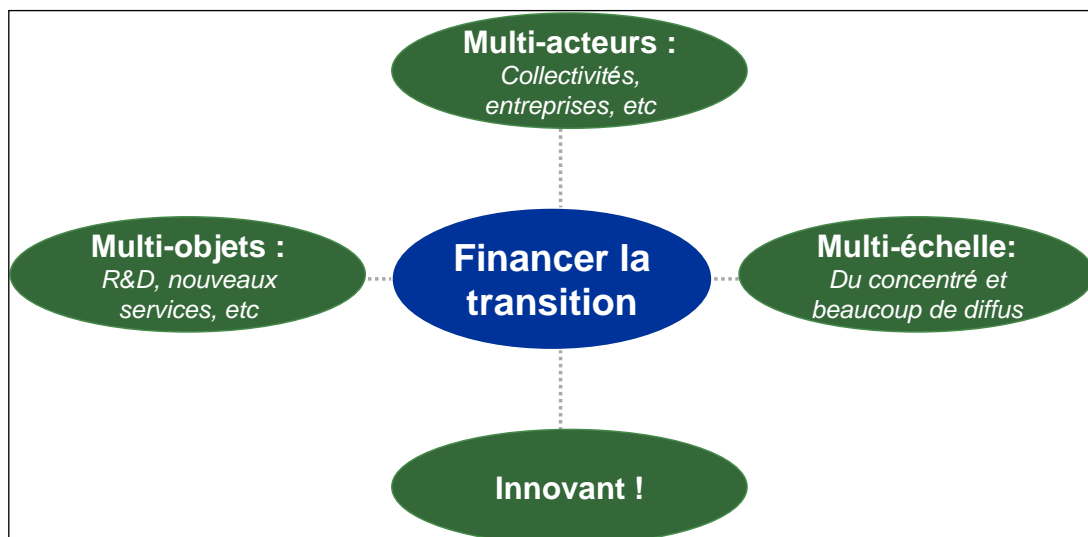 Multi-acteurs :
Collectivités,
entreprises, etc
Multi-objets :
R&D, nouveaux
services, etc
Financer la
transition
Multi-échelle:
Du concentré et
beaucoup de diffus
Innovant !